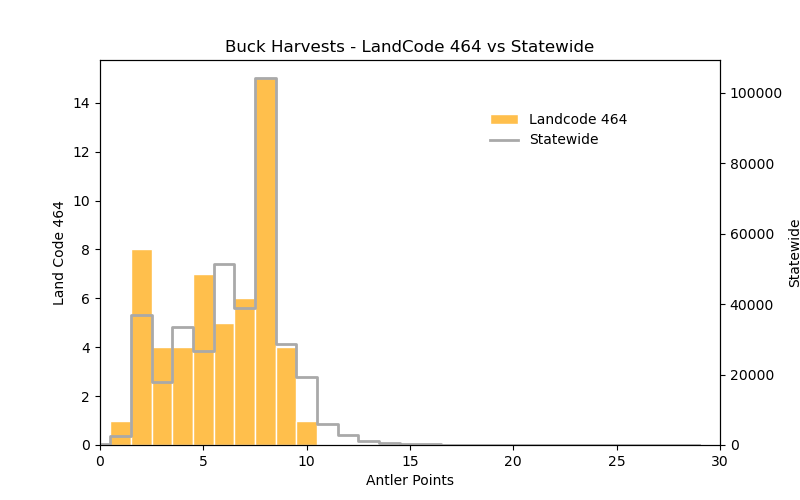 Buck Harvests - LandCode 464 vs Statewide
14
12
10
8
6
4
2
0
Land Code 464
Landcode 464
Statewide
100000
80000
60000
40000
20000
0
Statewide
0 5 10 15 20 25 30
Antler Points